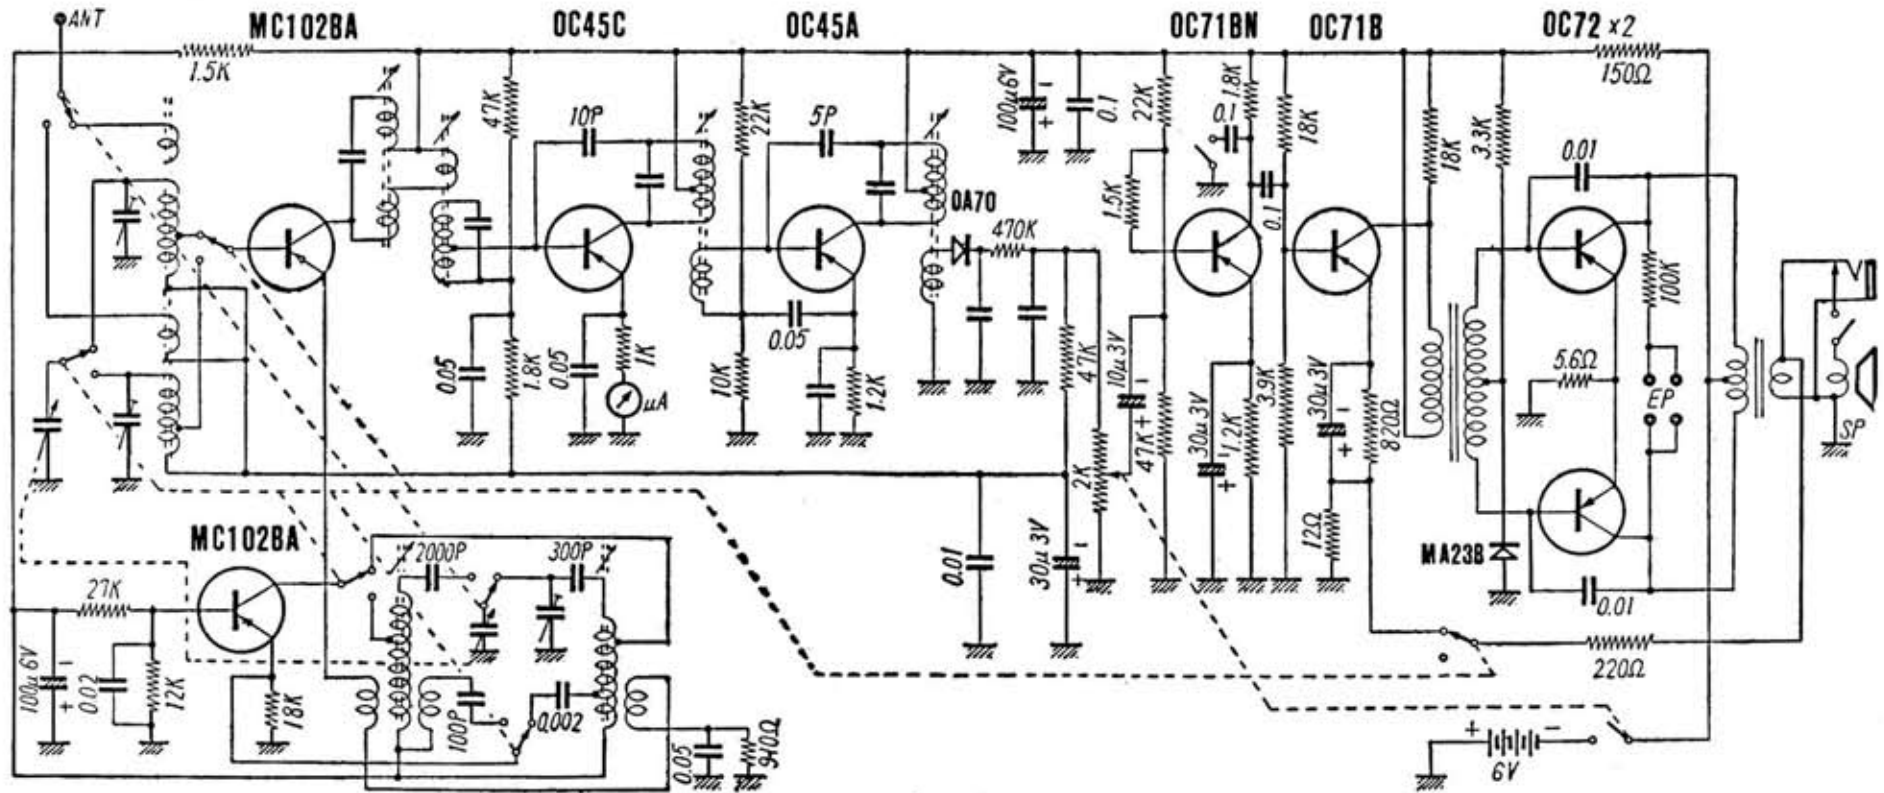 ANT
MC102BA
OC45C
OC45A
OC71BN
OC71B
OC72 ×2
1.5K
47K
10P
22K
5P
100µ6V
0.1
22K
0.1
1.8K
18K
150Ω
18K
3.3K
0.01
1.5K
0A70
470K
0.1
100K
0.05
1.8K
0.05
1K
µA
10K
0.05
1.2K
47K
10µ3V
47K
30µ3V
1.2K
3.9K
30µ3V
820Ω
5.6Ω
EP
SP
2K
12Ω
MA23B
0.01
MC102BA
2000P
300P
0.01
30µ3V
27K
100µ6V
0.02
12K
18K
100P
0.002
0.05
940Ω
220Ω
6V